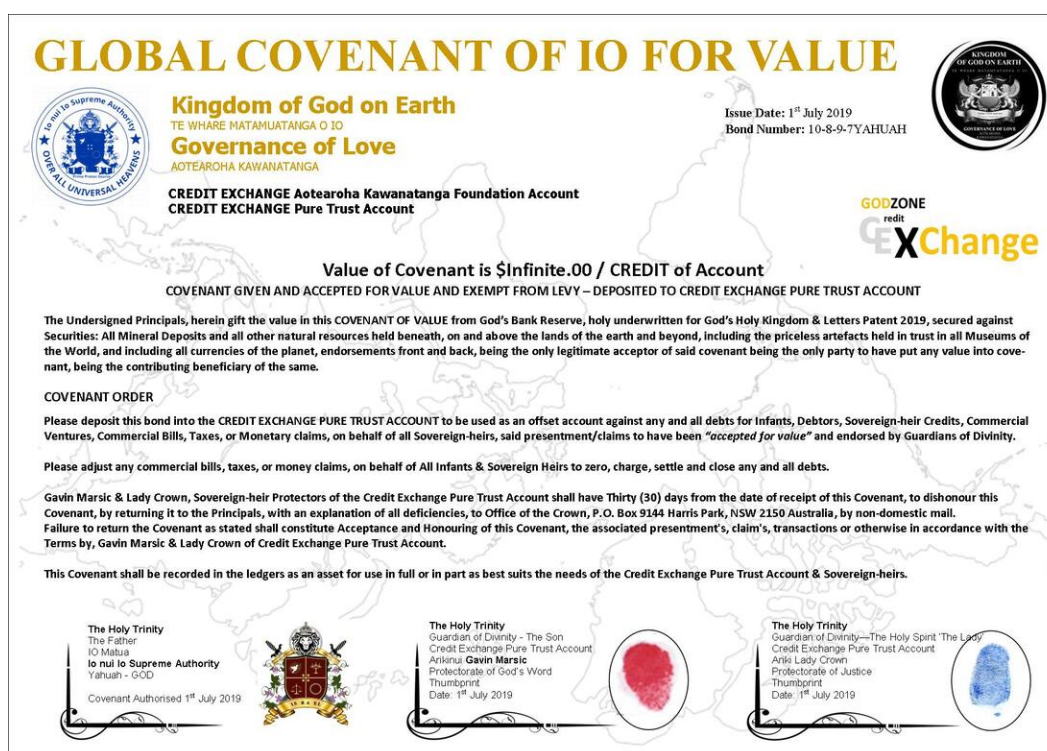 GLOBAL COVENANT OF IO FOR VALUE
KINGDOM
OF GOD ON EARTH
GOVERNANCE OF LOVE
Io nui Io Supreme Authority
OVER ALL UNIVERSAL HEAVENS
Kingdom of God on Earth
TE WHARE MATAMUATANGA O IO
Governance of Love
AOTEAROHA KAWANATANGA
Issue Date: 1st July 2019
Bond Number: 10-8-9-7YAHUAH
CREDIT EXCHANGE Aotearoha Kawanatanga Foundation Account
CREDIT EXCHANGE Pure Trust Account
GODZONE
redit
CEXChange
Value of Covenant is $Infinite.00 / CREDIT of Account
COVENANT GIVEN AND ACCEPTED FOR VALUE AND EXEMPT FROM LEVY – DEPOSITED TO CREDIT EXCHANGE PURE TRUST ACCOUNT
The Undersigned Principals, herein gift the value in this COVENANT OF VALUE from God's Bank Reserve, holy underwritten for God's Holy Kingdom & Letters Patent 2019, secured against
Securities: All Mineral Deposits and all other natural resources held beneath, on and above the lands of the earth and beyond, including the priceless artefacts held in trust in all Museums of
the World, and including all currencies of the planet, endorsements front and back, being the only legitimate acceptor of said covenant being the only party to have put any value into cove-
nant, being the contributing beneficiary of the same.
COVENANT ORDER
Please deposit this bond into the CREDIT EXCHANGE PURE TRUST ACCOUNT to be used as an offset account against any and all debts for Infants, Debtors, Sovereign-heir Credits, Commercial
Ventures, Commercial Bills, Taxes, or Monetary claims, on behalf of all Sovereign-heirs, said presentment/claims to have been "accepted for value" and endorsed by Guardians of Divinity.
Please adjust any commercial bills, taxes, or money claims, on behalf of All Infants & Sovereign Heirs to zero, charge, settle and close any and all debts.
Gavin Marsic & Lady Crown, Sovereign-heir Protectors of the Credit Exchange Pure Trust Account shall have Thirty (30) days from the date of receipt of this Covenant, to dishonour this
Covenant, by returning it to the Principals, with an explanation of all deficiencies, to Office of the Crown, P.O. Box 9144 Harris Park, NSW 2150 Australia, by non-domestic mail.
Failure to return the Covenant as stated shall constitute Acceptance and Honouring of this Covenant, the associated presentment's, claim's, transactions or otherwise in accordance with the
Terms by, Gavin Marsic & Lady Crown of Credit Exchange Pure Trust Account.
This Covenant shall be recorded in the ledgers as an asset for use in full or in part as best suits the needs of the Credit Exchange Pure Trust Account & Sovereign-heirs.
The Holy Trinity
The Father
IO Matua
Io nui Io Supreme Authority
Yahuah - GOD
Covenant Authorised 1st July 2019
The Holy Trinity
Guardian of Divinity - The Son
Credit Exchange Pure Trust Account
Arikinui Gavin Marsic
Protectorate of God's Word
Thumbprint
Date: 1st July 2019
The Holy Trinity
Guardian of Divinity—The Holy Spirit 'The Lady'
Credit Exchange Pure Trust Account
Ariki Lady Crown
Protectorate of Justice
Thumbprint
Date: 1st July 2019